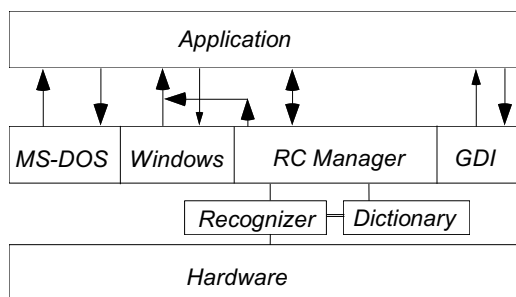 Application
MS-DOS Windows RC Manager GDI
Recognizer Dictionary
Hardware